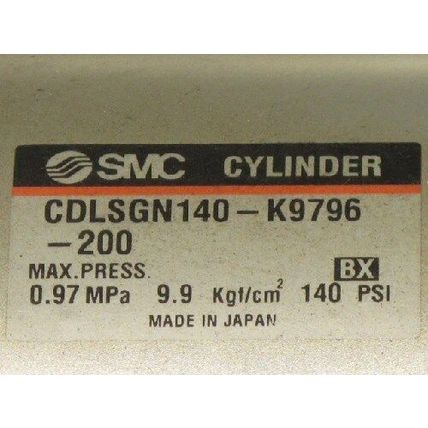 SMC CYLINDER
CDLSGN140-K9796
-200
MAX.PRESS. BX
0.97 MPa 9.9 Kgf/cm² 140 PSI
MADE IN JAPAN